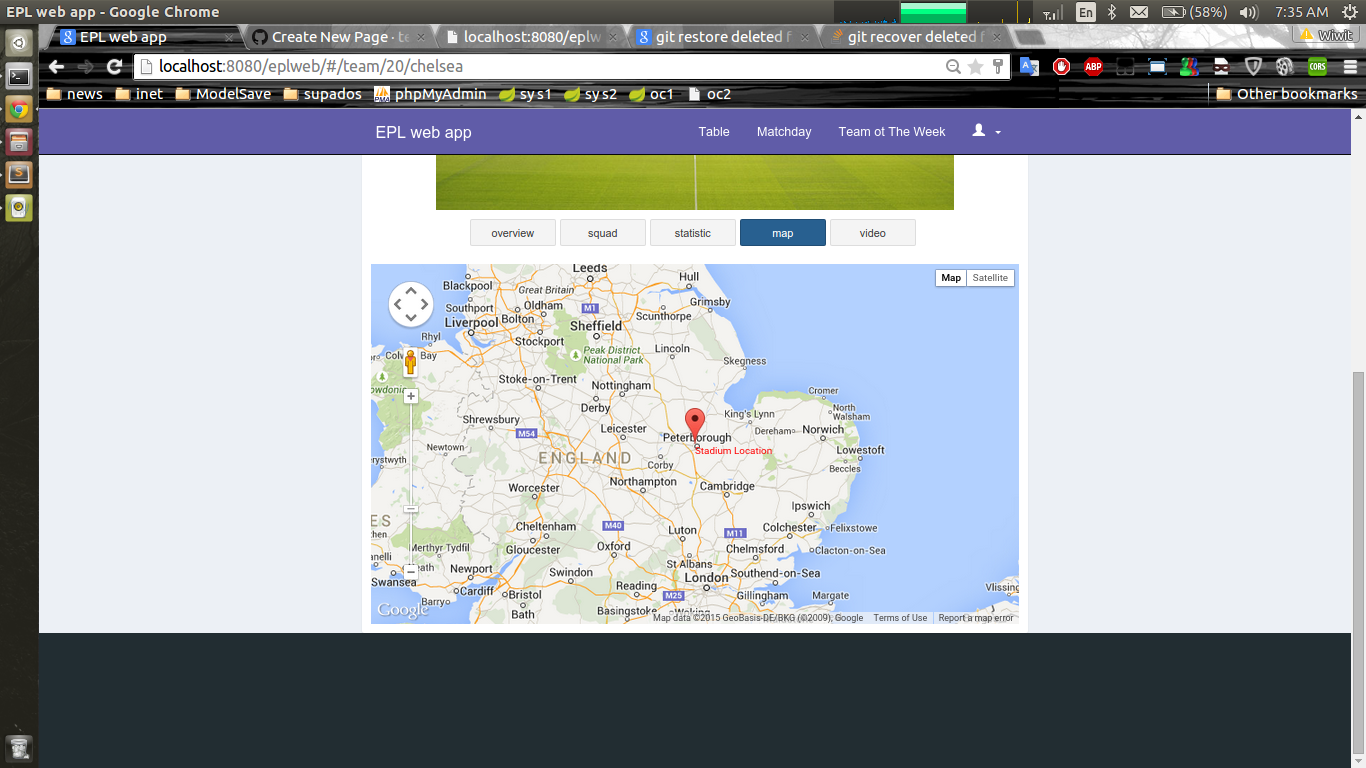 EPL web app - Google Chrome
En (58%) 7:35 AM
EPL web app
Create New Page · te
localhost:8080/eplw
git restore deleted f
git recover deleted f
Wiwit
localhost:8080/eplweb/#/team/20/chelsea
ABP
CORS
news inet ModelSave supados phpMyAdmin sys1 sys2 oc1 oc2 Other bookmarks
EPL web app Table Matchday Team ot The Week
overview squad statistic map video
Map Satellite
Leeds
Hull
Blackpool
Great Britain
Grimsby
Southport
Oldham
M1
Scunthorpe
Bolton
Liverpool
Sheffield
Rhyl
Stockport
Peak District
National Park
Lincoln
Skegness
Bay
Stoke-on-Trent
Nottingham
Derby
Cromer
King's Lynn
North
Walsham
Shrewsbury
M54
Leicester
Peterborough
Dereham
Norwich
Newtown
Stadium Location
Lowestoft
erystwyth
ENGLAND
Corby
Beccles
Worcester
Northampton
Cambridge
Ipswich
Cheltenham
M40
Luton
M11
Colchester
Felixstowe
Gloucester
Oxford
Chelmsford
Clacton-on-Sea
Merthyr Tydfil
St Albans
Newport
Swindon
London
Southend-on-Sea
Swansea
Cardiff
Bristol
Reading
M25
Gillingham
Margate
Vlissing
Barry
Bath
Basingstoke
Google
Map data ©2015 GeoBasis-DE/BKG (©2009), Google Terms of Use Report a map error